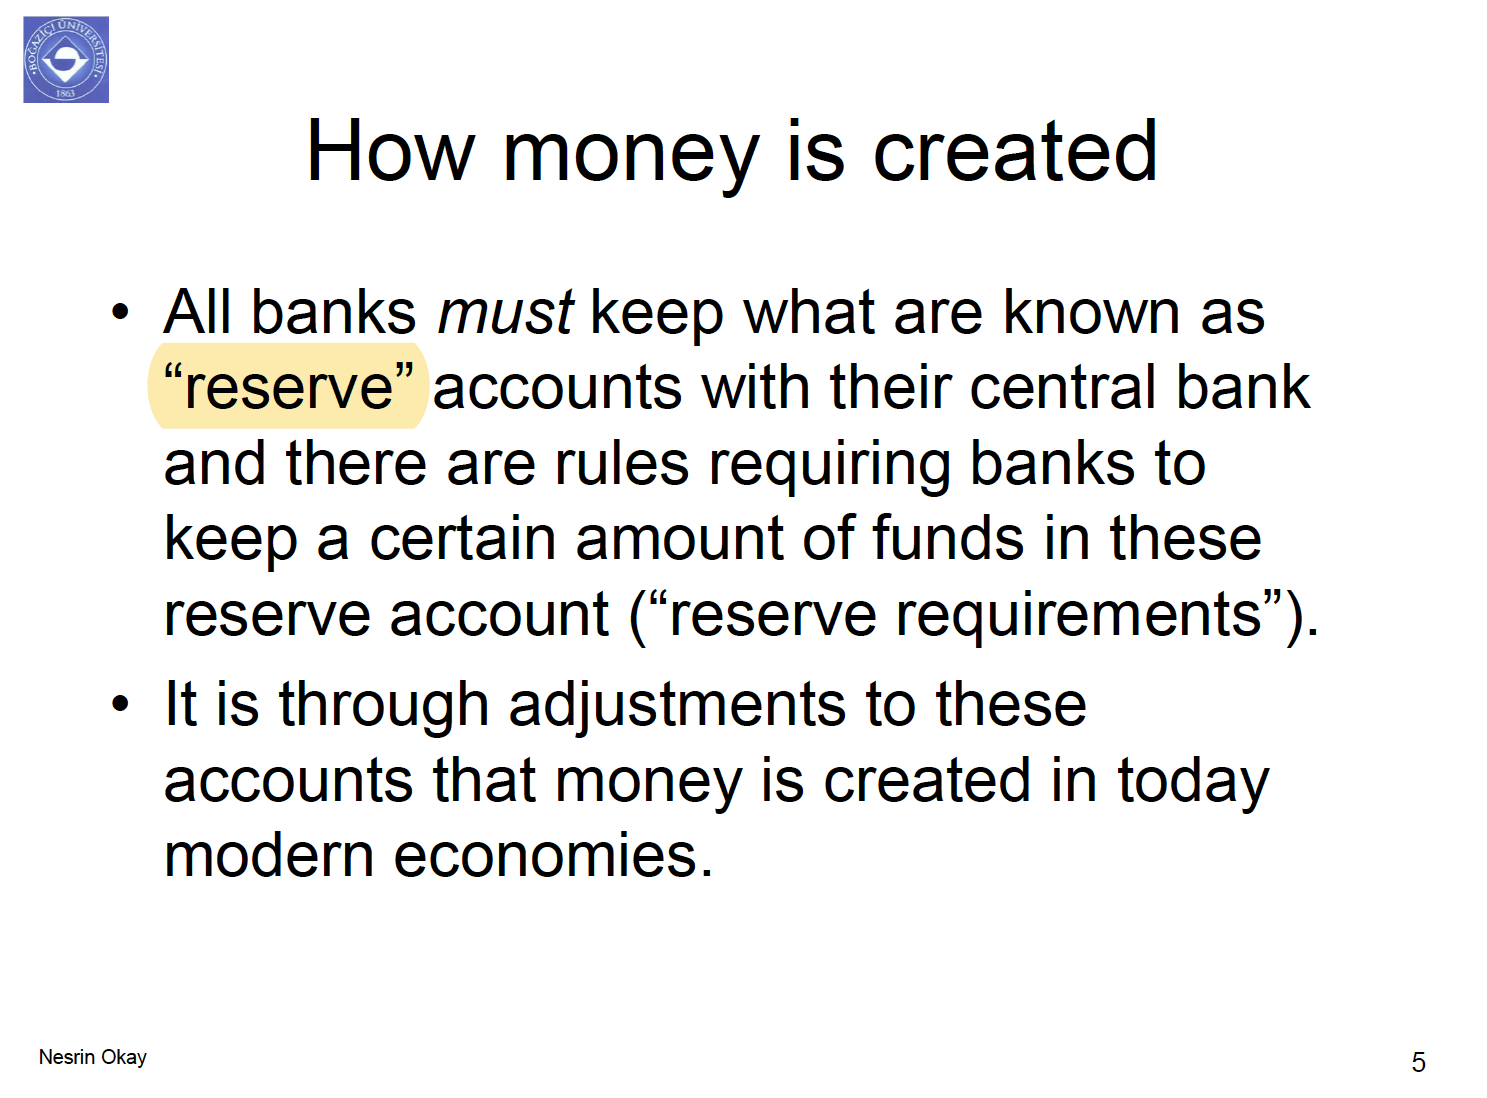 BOĞAZİÇİ ÜNİVERSİTESİ
1863
How money is created
• All banks must keep what are known as
“reserve” accounts with their central bank
and there are rules requiring banks to
keep a certain amount of funds in these
reserve account (“reserve requirements”).
• It is through adjustments to these
accounts that money is created in today
modern economies.
Nesrin Okay
5